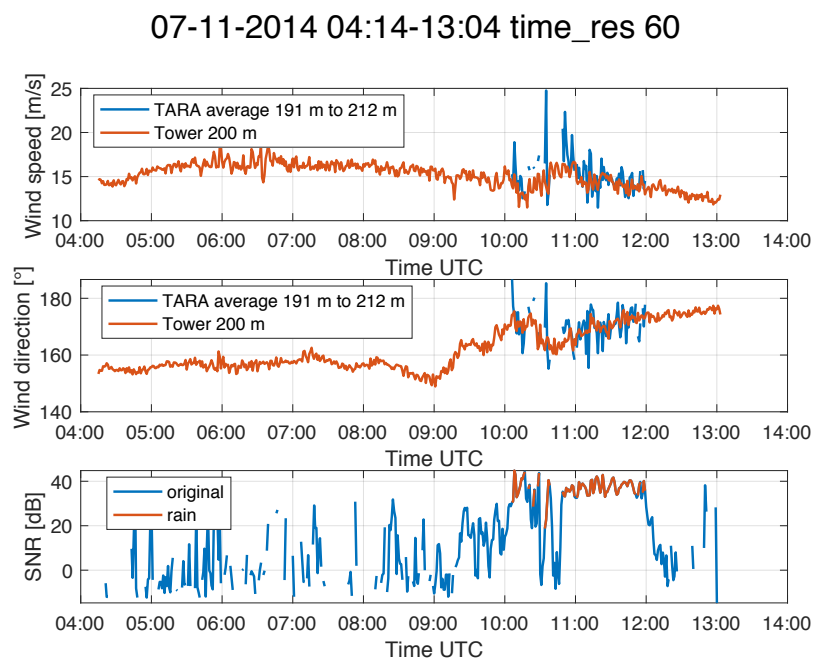 07-11-2014 04:14-13:04 time_res 60
Wind speed [m/s]
25
20
15
10
TARA average 191 m to 212 m
Tower 200 m
04:00 05:00 06:00 07:00 08:00 09:00 10:00 11:00 12:00 13:00 14:00
Time UTC
Wind direction [°]
180
160
140
TARA average 191 m to 212 m
Tower 200 m
04:00 05:00 06:00 07:00 08:00 09:00 10:00 11:00 12:00 13:00 14:00
Time UTC
SNR [dB]
40
20
0
original
rain
04:00 05:00 06:00 07:00 08:00 09:00 10:00 11:00 12:00 13:00 14:00
Time UTC